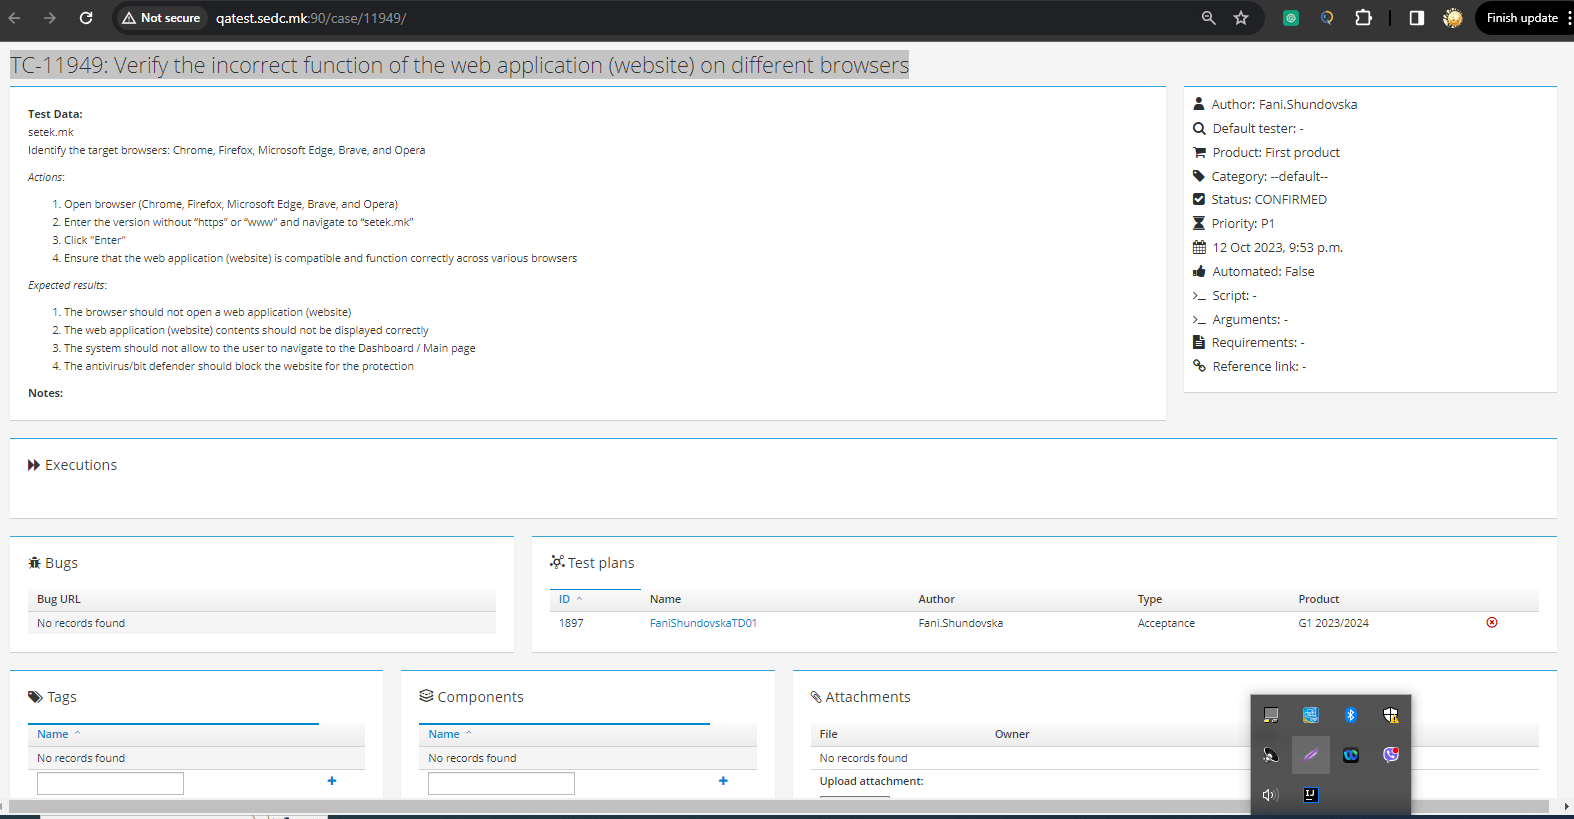 Not secure
qatest.sedc.mk:90/case/11949/
Finish update
TC-11949: Verify the incorrect function of the web application (website) on different browsers
Test Data:
setek.mk
Identify the target browsers: Chrome, Firefox, Microsoft Edge, Brave, and Opera
Actions:
1. Open browser (Chrome, Firefox, Microsoft Edge, Brave, and Opera)
2. Enter the version without “https” or “www” and navigate to “setek.mk”
3. Click "Enter"
4. Ensure that the web application (website) is compatible and function correctly across various browsers
Expected results:
1. The browser should not open a web application (website)
2. The web application (website) contents should not be displayed correctly
3. The system should not allow to the user to navigate to the Dashboard / Main page
4. The antivirus/bit defender should block the website for the protection
Notes:
Author: Fani.Shundovska
Default tester: -
Product: First product
Category: --default--
Status: CONFIRMED
Priority: P1
12 Oct 2023, 9:53 p.m.
Automated: False
Script: -
Arguments: -
Requirements: -
Reference link: -
Executions
Bugs
Bug URL
No records found
Test plans
ID Name Author Type Product
1897 FaniShundovskaTD01 Fani.Shundovska Acceptance G1 2023/2024
Tags
Name
No records found
Components
Name
No records found
Attachments
File Owner
No records found
Upload attachment:
IJ